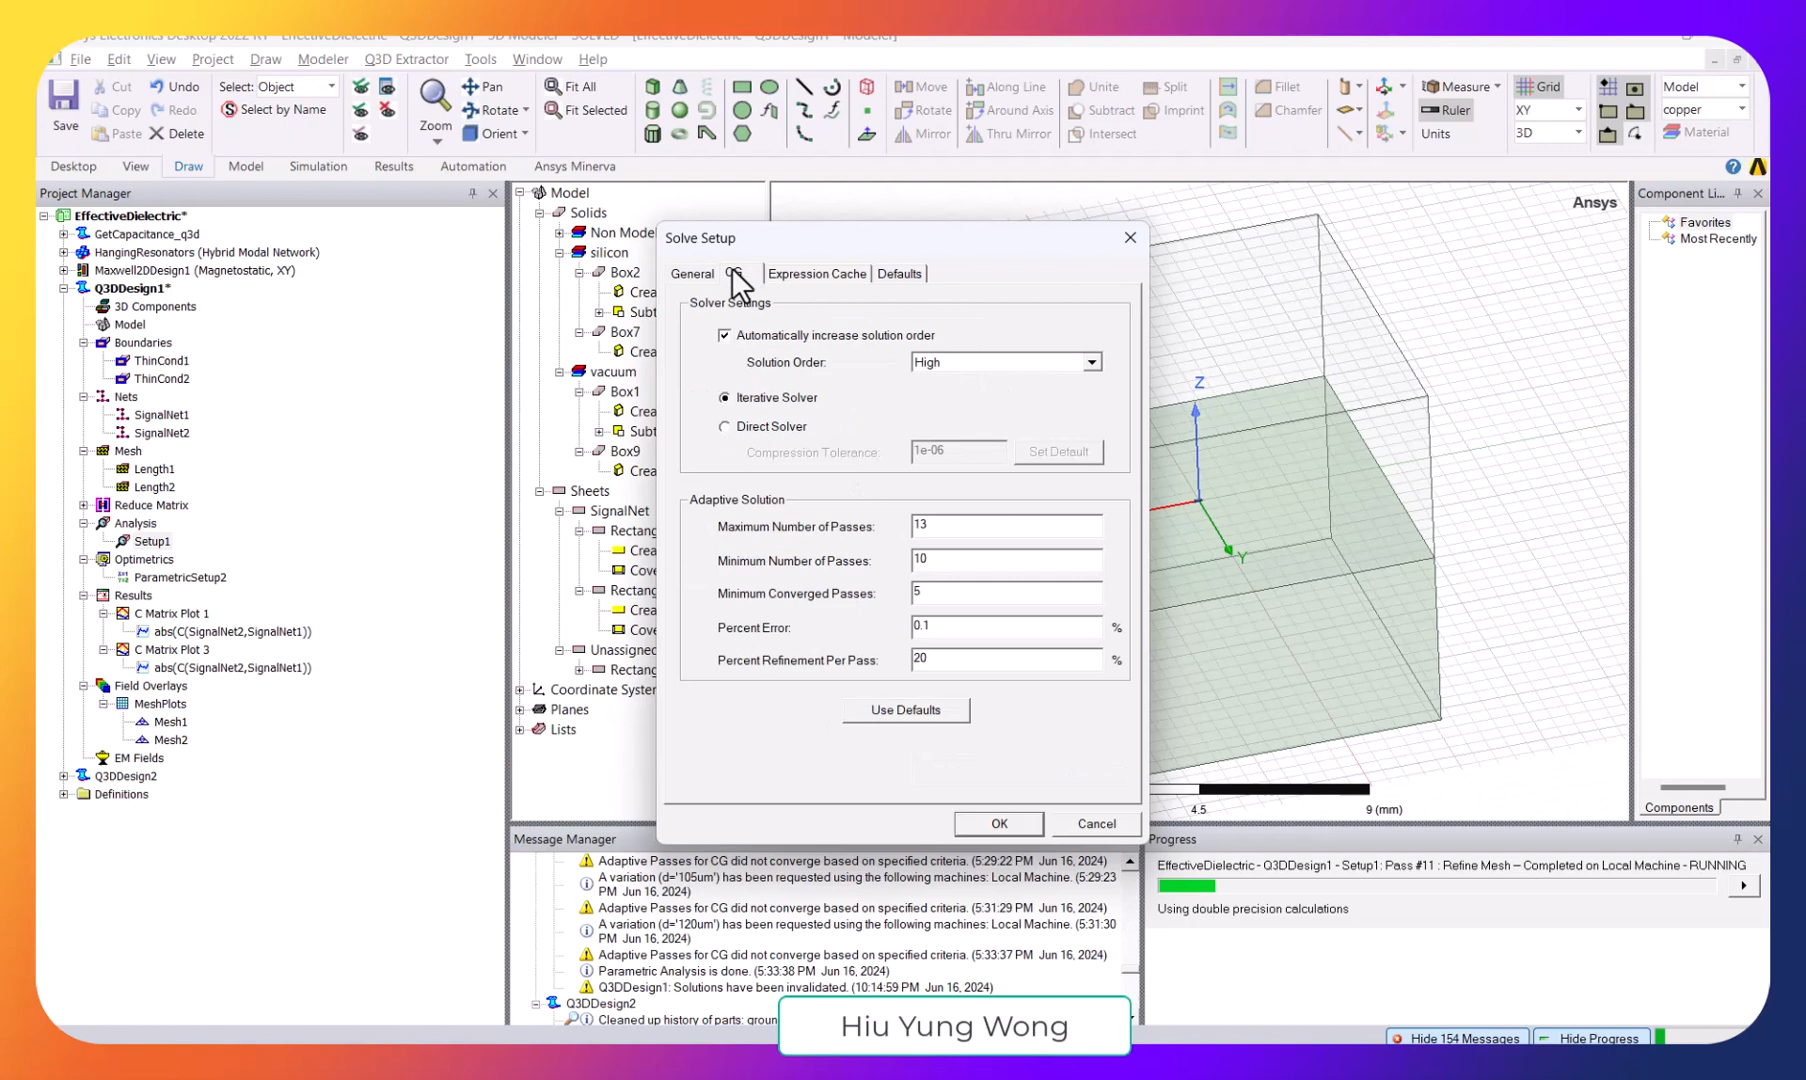 File Edit View Project Draw Modeler Q3D Extractor Tools Window Help
Save
Cut
Copy
Paste
Undo
Redo
Delete
Select: Object
Select by Name
Zoom
Pan
Rotate
Orient
Fit All
Fit Selected
Move
Rotate
Mirror
Along Line
Around Axis
Thru Mirror
Unite
Subtract
Intersect
Split
Imprint
Fillet
Chamfer
Measure
Ruler
Units
Grid
XY
3D
Model
copper
Material
Desktop View Draw Model Simulation Results Automation Ansys Minerva
Project Manager
EffectiveDielectric*
GetCapacitance_q3d
HangingResonators (Hybrid Modal Network)
Maxwell2DDesign1 (Magnetostatic, XY)
Q3DDesign1*
3D Components
Model
Boundaries
ThinCond1
ThinCond2
Nets
SignalNet1
SignalNet2
Mesh
Length1
Length2
Reduce Matrix
Analysis
Setup1
Optimetrics
ParametricSetup2
Results
C Matrix Plot 1
abs(C(SignalNet2,SignalNet1))
C Matrix Plot 3
abs(C(SignalNet2,SignalNet1))
Field Overlays
MeshPlots
Mesh1
Mesh2
EM Fields
Q3DDesign2
Definitions
Model
Solids
silicon
Box2
Box7
vacuum
Box1
Box9
Sheets
SignalNet
Planes
Lists
Solve Setup
General Expression Cache Defaults
Solver Settings
Automatically increase solution order
Solution Order: High
Iterative Solver
Direct Solver
Compression Tolerance: 1e-06 Set Default
Adaptive Solution
Maximum Number of Passes: 13
Minimum Number of Passes: 10
Minimum Converged Passes: 5
Percent Error: 0.1 %
Percent Refinement Per Pass: 20 %
Use Defaults
OK Cancel
Ansys
Z
Y
4.5 9 (mm)
Favorites
Most Recently
Components
Message Manager
Adaptive Passes for CG did not converge based on specified criteria. (5:29:22 PM Jun 16, 2024)
A variation (d='105um') has been requested using the following machines: Local Machine. (5:29:23
PM Jun 16, 2024)
Adaptive Passes for CG did not converge based on specified criteria. (5:31:29 PM Jun 16, 2024)
A variation (d='120um') has been requested using the following machines: Local Machine. (5:31:30
PM Jun 16, 2024)
Adaptive Passes for CG did not converge based on specified criteria. (5:33:37 PM Jun 16, 2024)
Parametric Analysis is done. (5:33:38 PM Jun 16, 2024)
Q3DDesign1: Solutions have been invalidated. (10:14:59 PM Jun 16, 2024)
Q3DDesign2
Cleaned up history of parts:
Progress
EffectiveDielectric - Q3DDesign1 - Setup1: Pass #11 : Refine Mesh – Completed on Local Machine - RUNNING
Using double precision calculations
Hide 154 Messages Hide Progress
Hiu Yung Wong